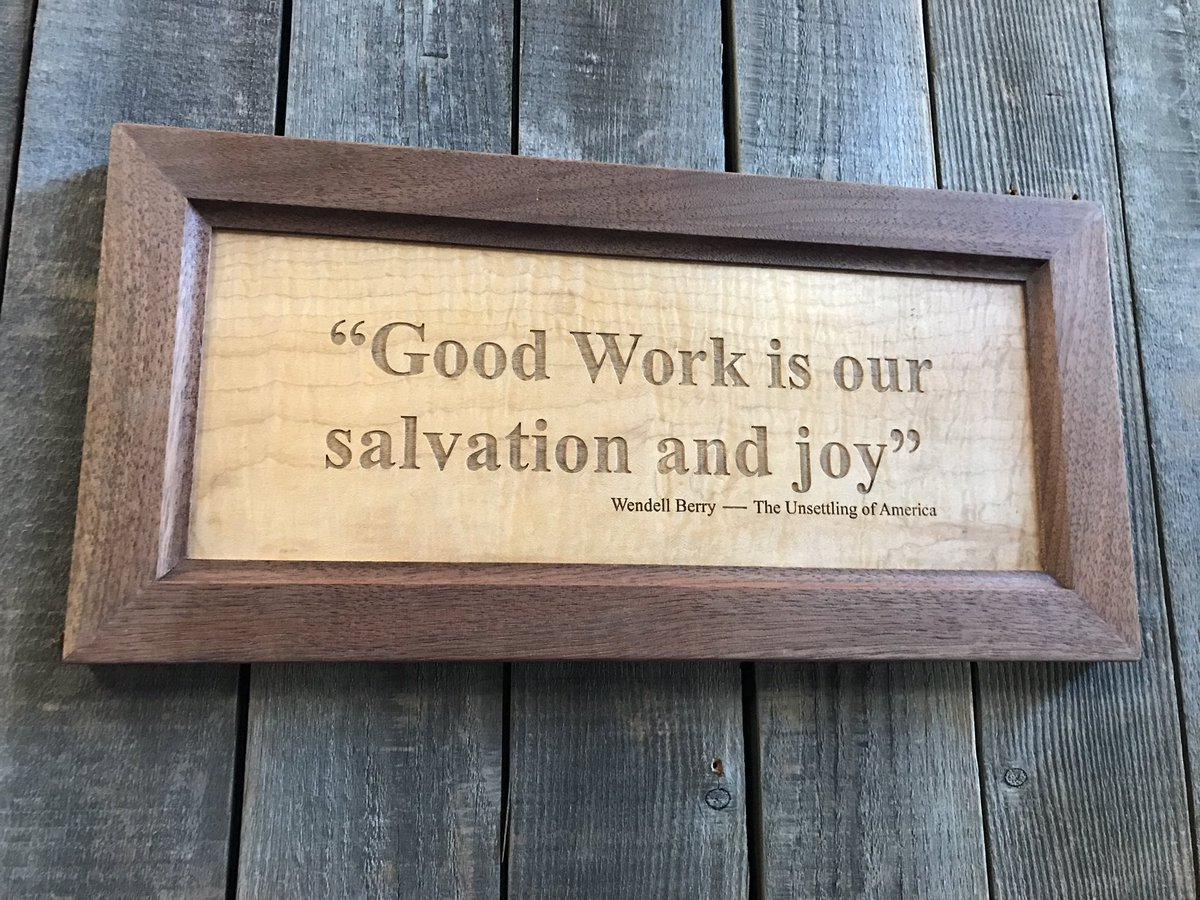 “Good Work is our
salvation and joy”
Wendell Berry — The Unsettling of America